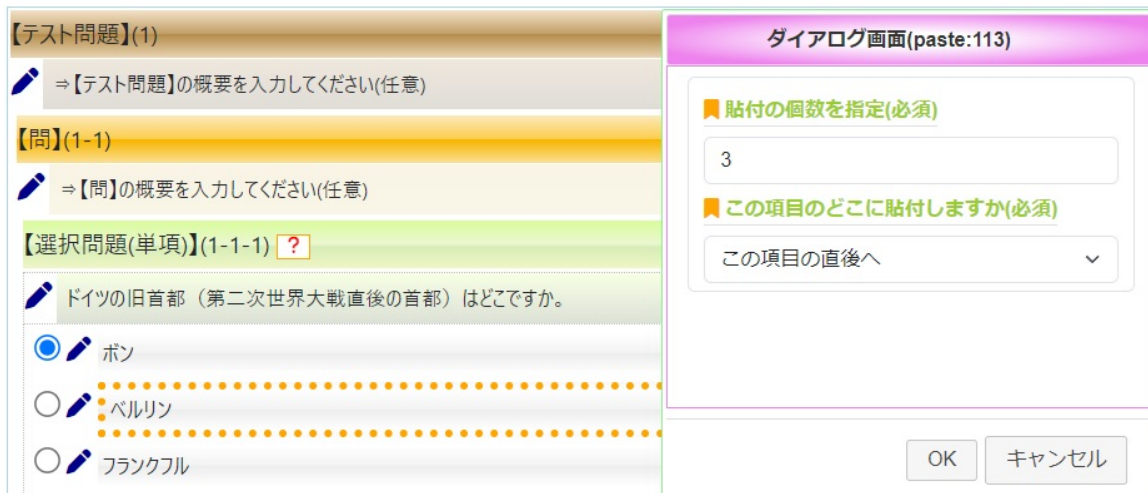 【テスト問題】(1)
⇒【テスト問題】の概要を入力してください(任意)
【問】(1-1)
⇒【問】の概要を入力してください(任意)
【選択問題(単項)】(1-1-1) ?
ドイツの旧首都（第二次世界大戦直後の首都）はどこですか。
ボン
ベルリン
フランクフル
ダイアログ画面(paste:113)
貼付の個数を指定(必須)
3
この項目のどこに貼付しますか(必須)
この項目の直後へ
OK
キャンセル